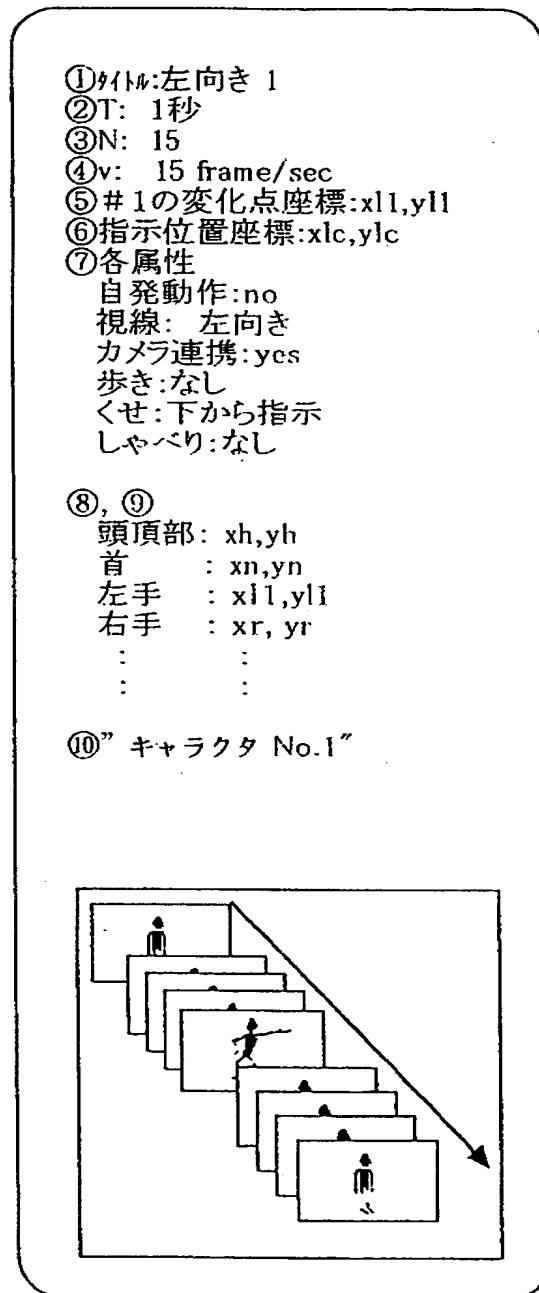 ①ﾀｲﾄﾙ:左向き 1
②T: 1秒
③N: 15
④v: 15 frame/sec
⑤#1の変化点座標:xl1,yl1
⑥指示位置座標:xlc,ylc
⑦各属性
自発動作:no
視線: 左向き
カメラ連携:yes
歩き:なし
くせ:下から指示
しゃべり:なし
⑧, ⑨
頭頂部: xh,yh
首 : xn,yn
左手 : xl1,yl1
右手 : xr, yr
: :
: :
⑩” キャラクタ No.1″